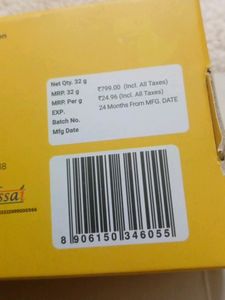 Net Qty. 32 g
MRP. 32 g ₹799.00 (Incl. All Taxes)
MRP. Per g ₹24.96 (Incl. All Taxes)
EXP. 24 Months From MFG. DATE
Batch No.
Mfg Date
8 906150 346055